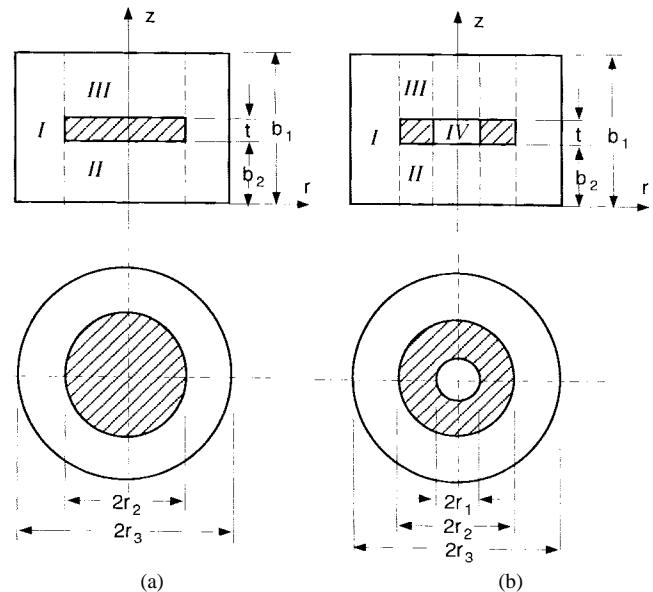 z
III
I
t
b₁
II
b₂
r
2r₂
2r₃
(a)
z
III
I
IV
t
b₁
II
b₂
r
2r₁
2r₂
2r₃
(b)